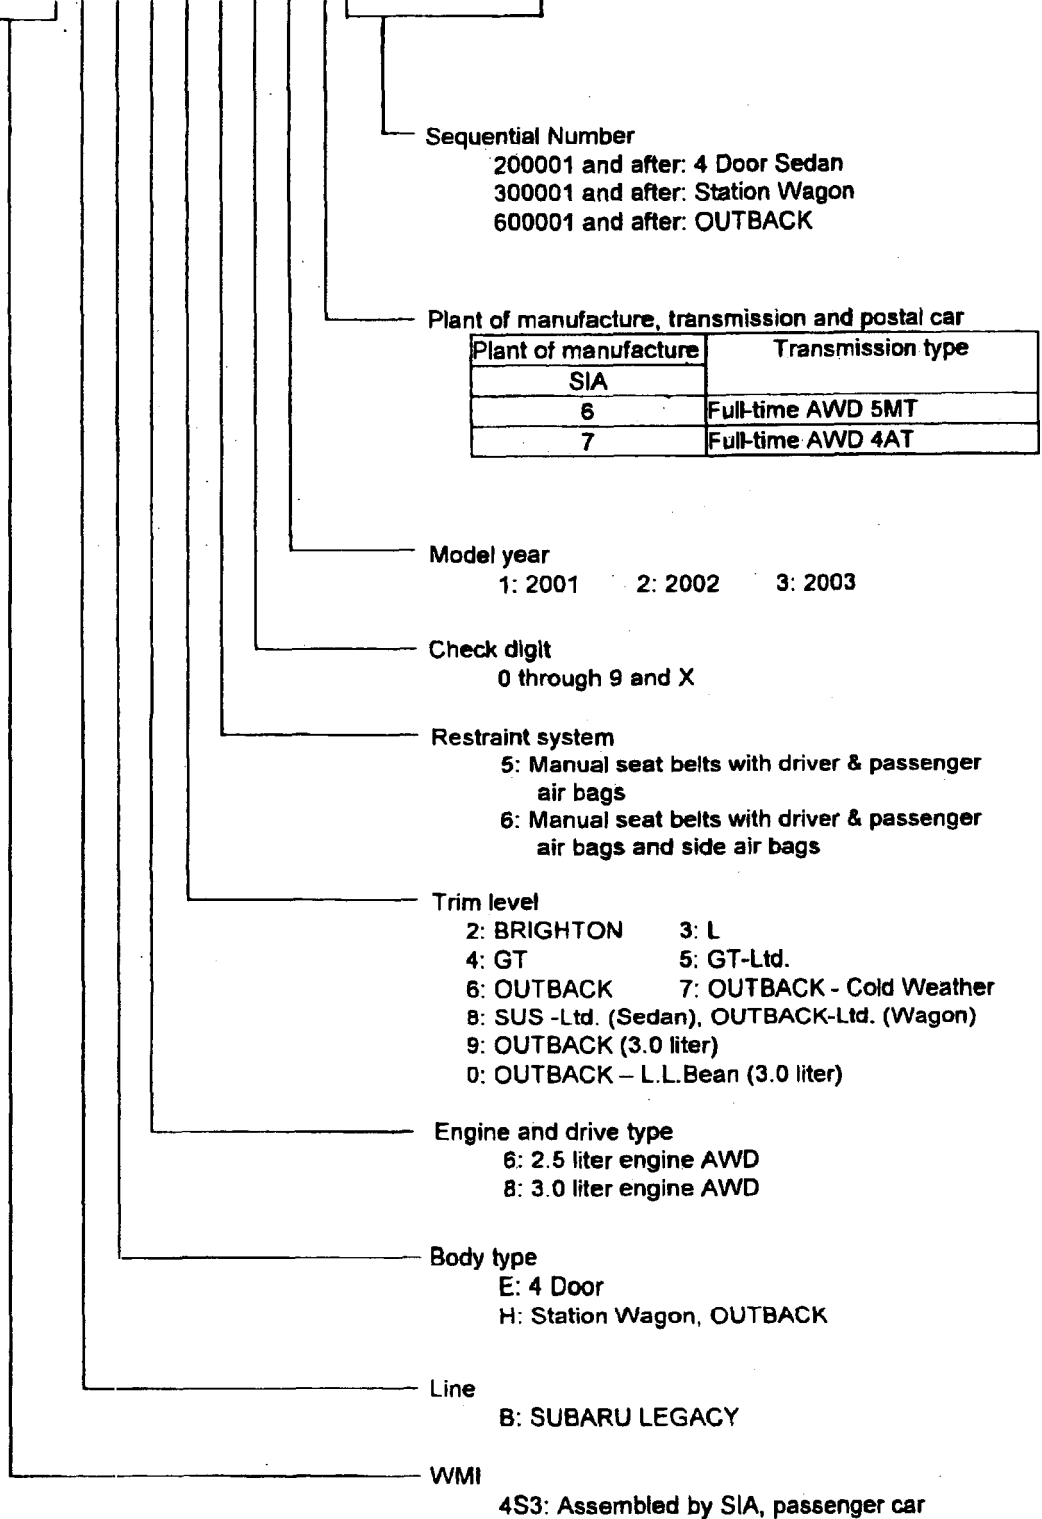 Sequential Number
200001 and after: 4 Door Sedan
300001 and after: Station Wagon
600001 and after: OUTBACK
Plant of manufacture, transmission and postal car
Plant of manufacture Transmission type
SIA
6 Full-time AWD 5MT
7 Full-time AWD 4AT
Model year
1: 2001 2: 2002 3: 2003
Check digit
0 through 9 and X
Restraint system
5: Manual seat belts with driver & passenger
air bags
6: Manual seat belts with driver & passenger
air bags and side air bags
Trim level
2: BRIGHTON 3: L
4: GT 5: GT-Ltd.
6: OUTBACK 7: OUTBACK - Cold Weather
8: SUS -Ltd. (Sedan), OUTBACK-Ltd. (Wagon)
9: OUTBACK (3.0 liter)
0: OUTBACK – L.L.Bean (3.0 liter)
Engine and drive type
6: 2.5 liter engine AWD
8: 3.0 liter engine AWD
Body type
E: 4 Door
H: Station Wagon, OUTBACK
Line
B: SUBARU LEGACY
WMI
4S3: Assembled by SIA, passenger car